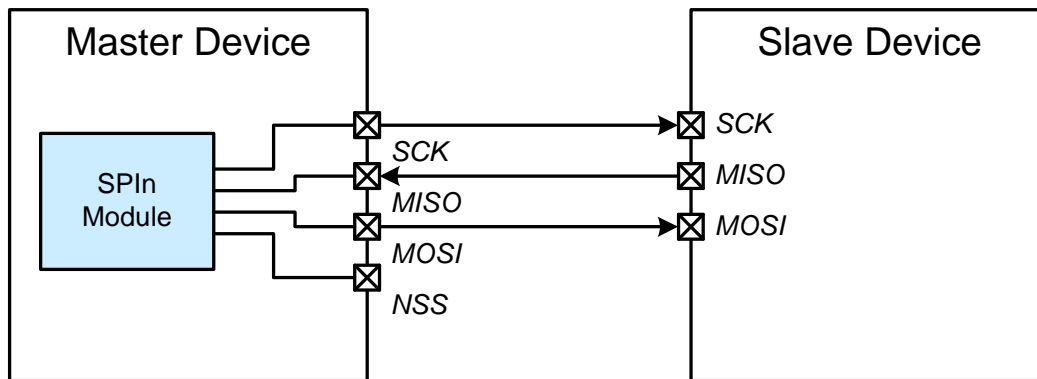 Master Device
Slave Device
SPIn
Module
SCK
MISO
MOSI
NSS
SCK
MISO
MOSI